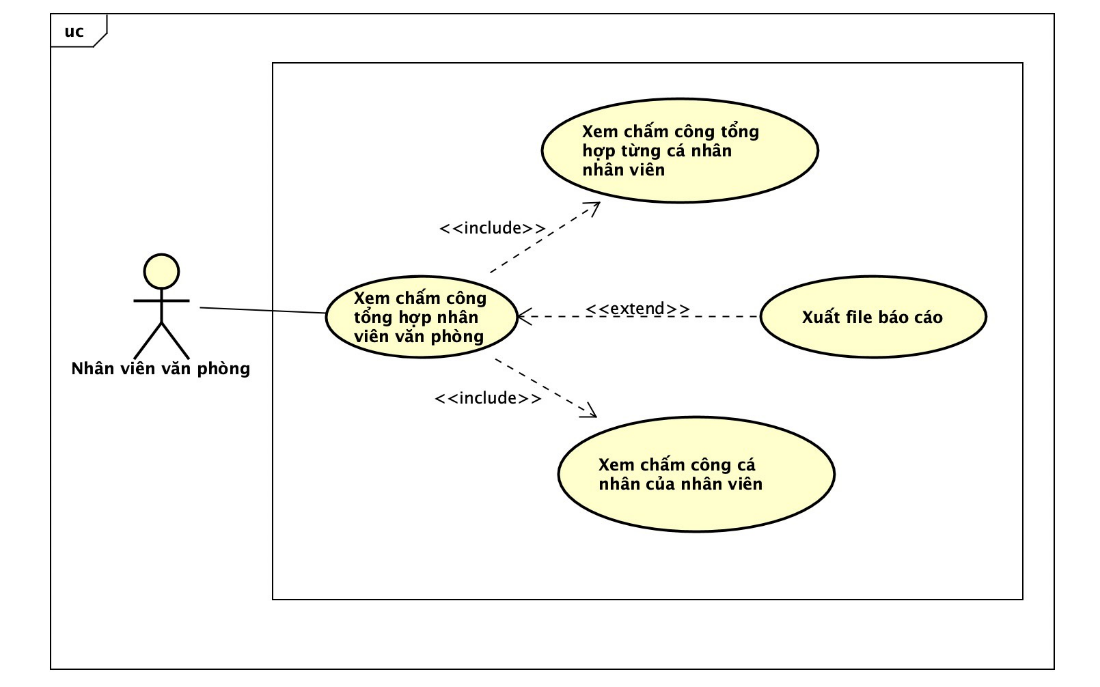 uc
Xem chấm công tổng
hợp từng cá nhân
nhân viên
<<include>>
Xem chấm công
tổng hợp nhân
viên văn phòng
<<extend>>
Xuất file báo cáo
Nhân viên văn phòng
<<include>>
Xem chấm công cá
nhân của nhân viên